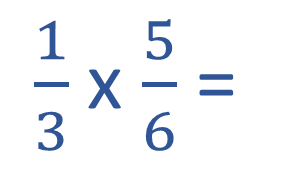 1/3 x 5/6 =